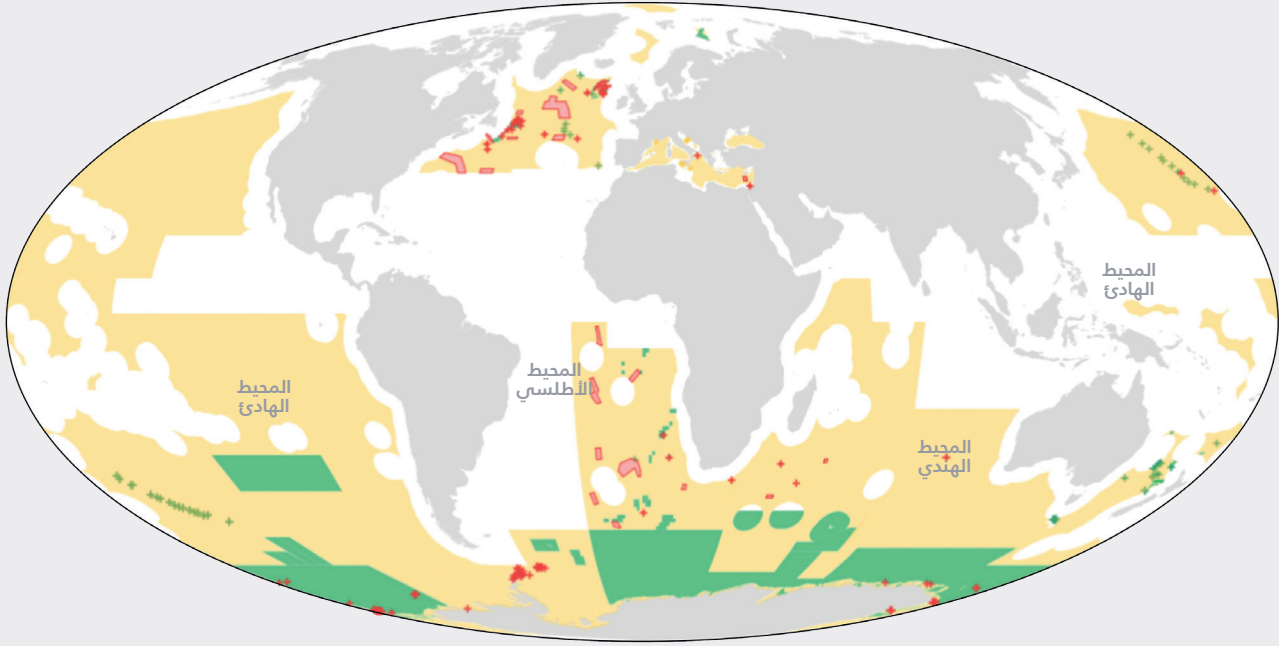 المحيط
الهادئ
المحيط
الأطلسي
المحيط
الهادئ
المحيط
الهندي